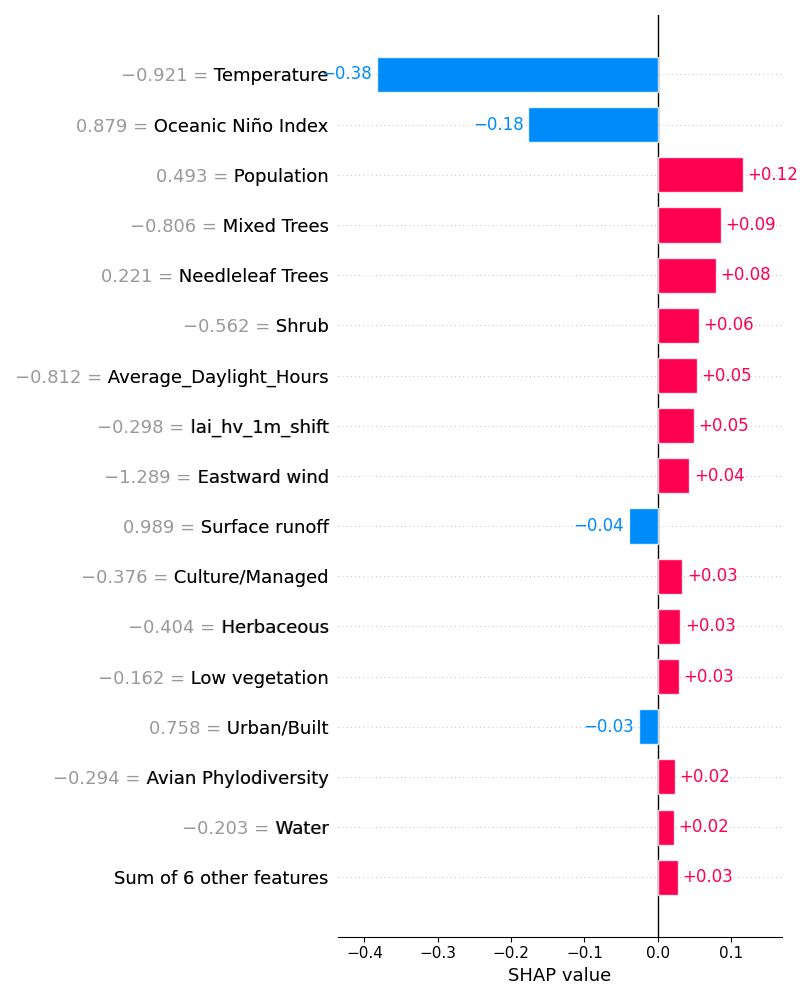 −0.921 = Temperature −0.38
0.879 = Oceanic Niño Index −0.18
0.493 = Population +0.12
−0.806 = Mixed Trees +0.09
0.221 = Needleleaf Trees +0.08
−0.562 = Shrub +0.06
−0.812 = Average_Daylight_Hours +0.05
−0.298 = lai_hv_1m_shift +0.05
−1.289 = Eastward wind +0.04
0.989 = Surface runoff −0.04
−0.376 = Culture/Managed +0.03
−0.404 = Herbaceous +0.03
−0.162 = Low vegetation +0.03
0.758 = Urban/Built −0.03
−0.294 = Avian Phylodiversity +0.02
−0.203 = Water +0.02
Sum of 6 other features +0.03
−0.4 −0.3 −0.2 −0.1 0.0 0.1
SHAP value